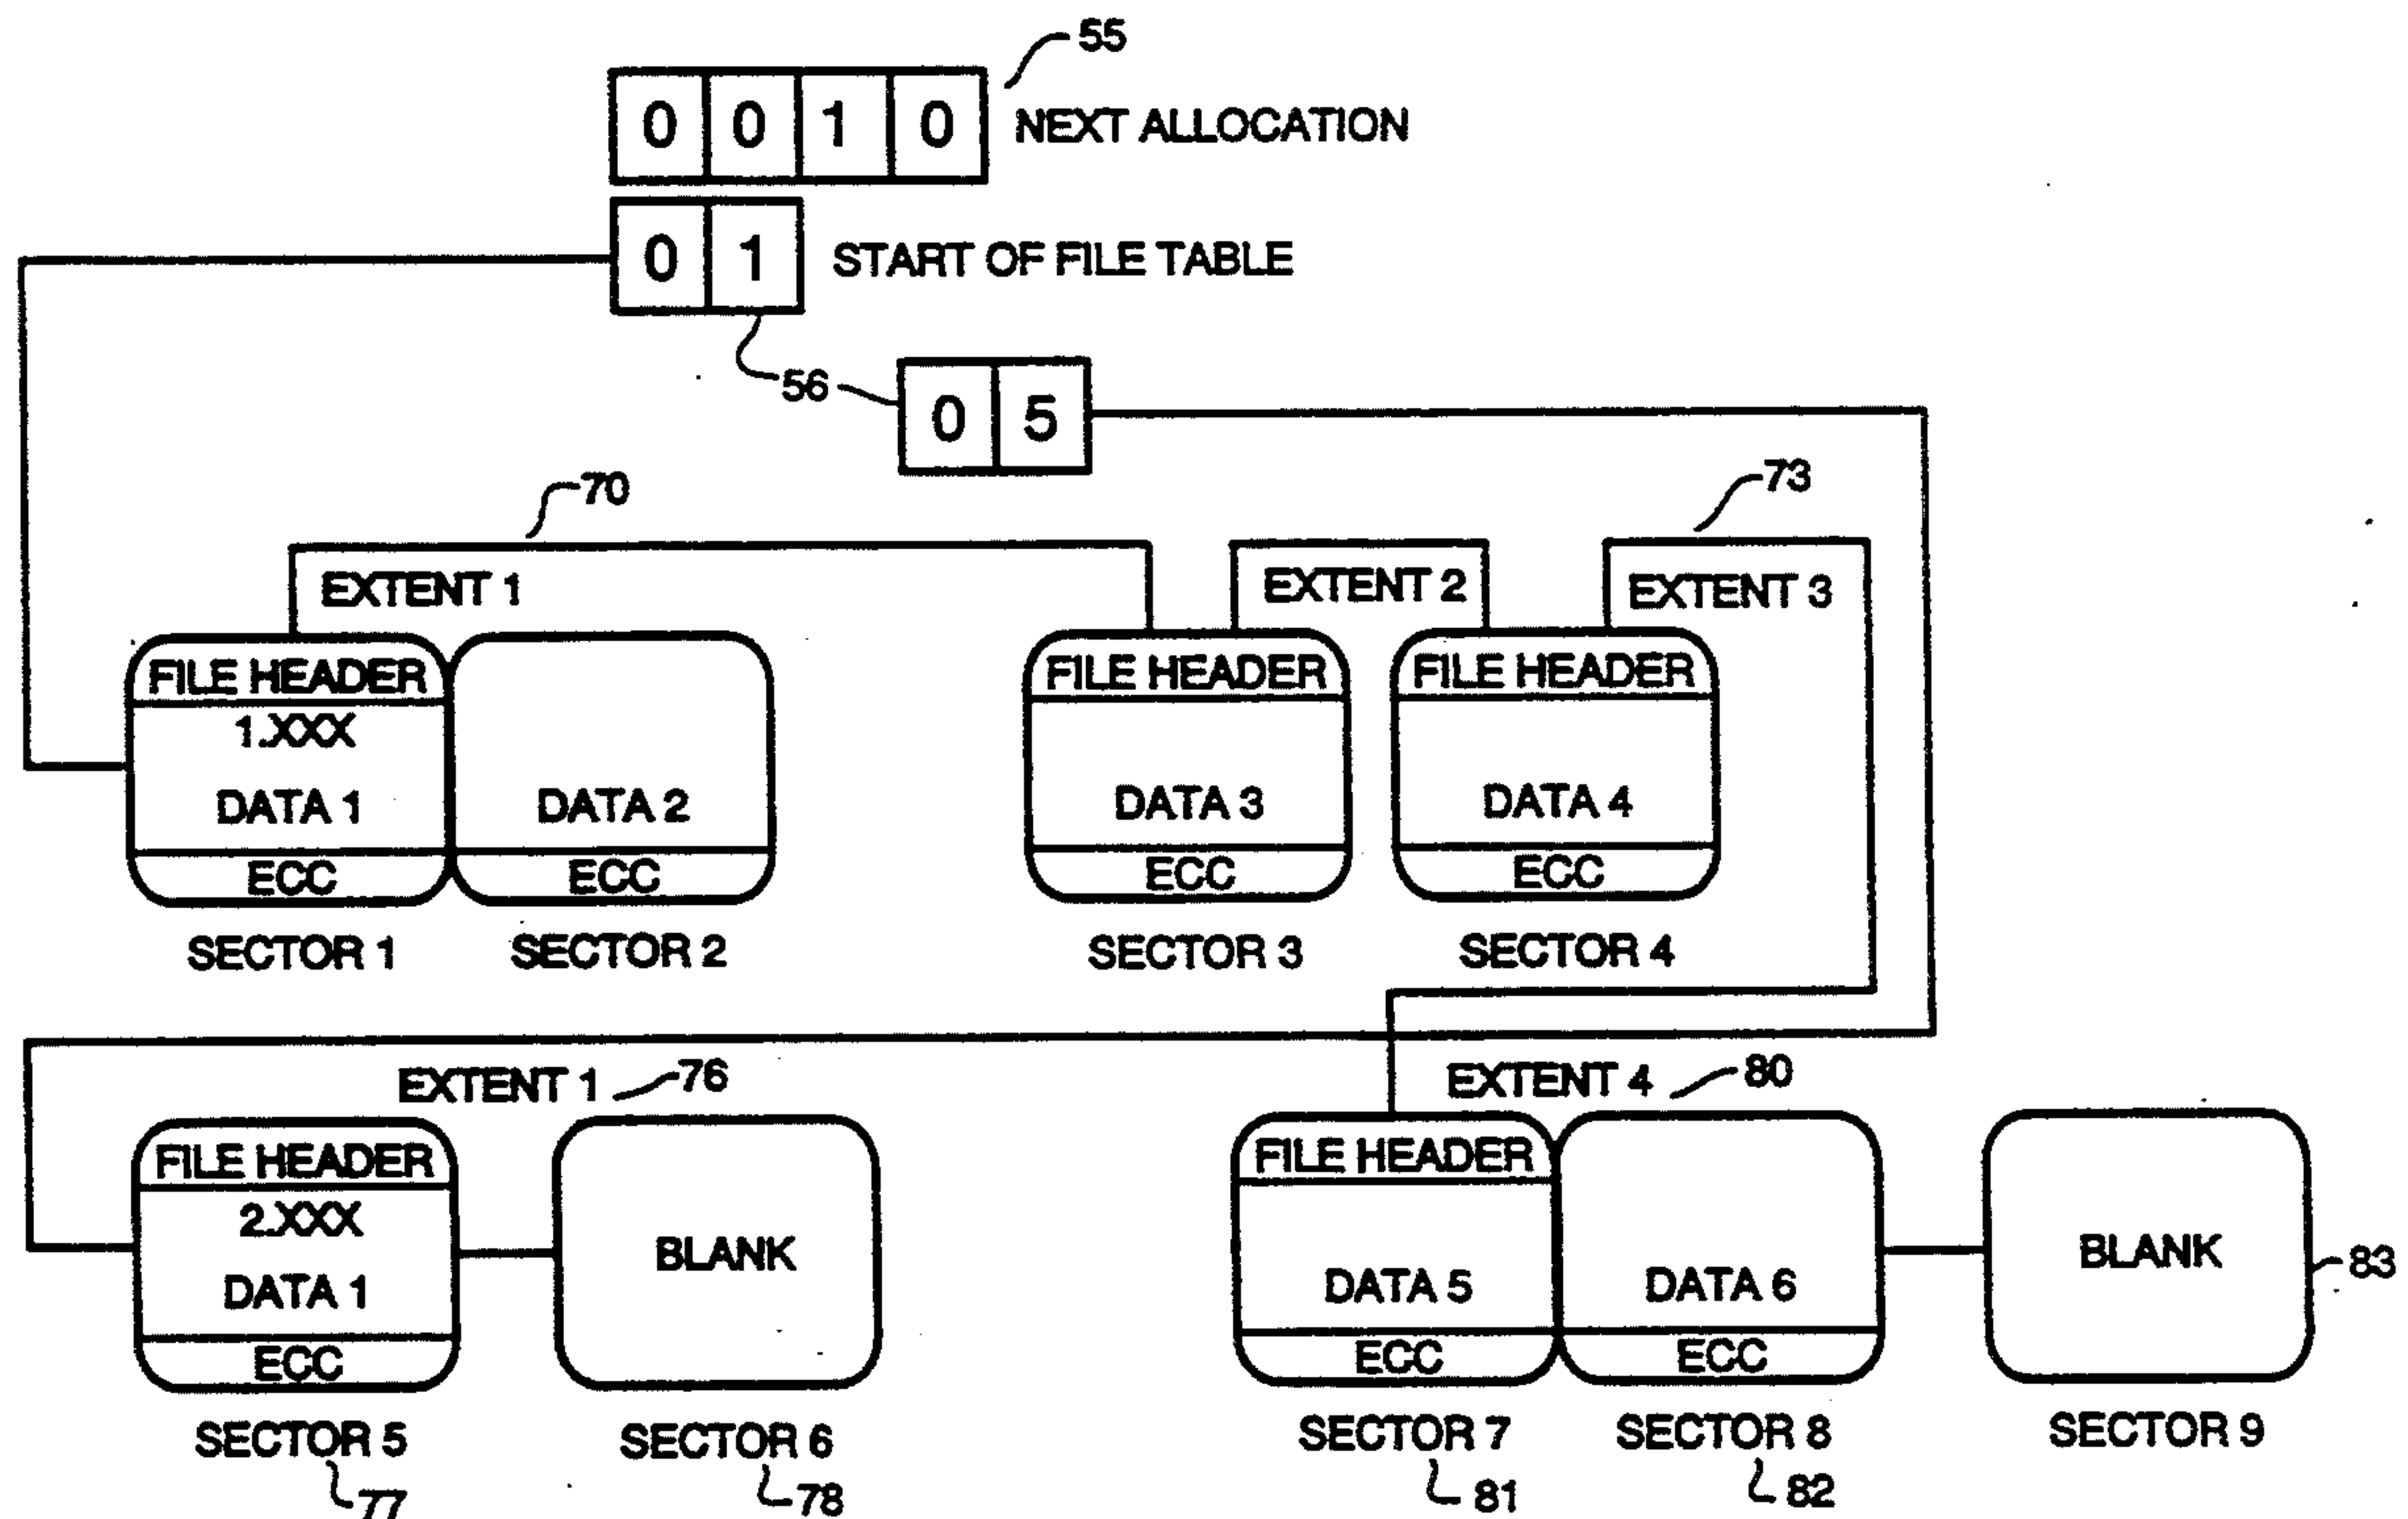 55
0 0 1 0 NEXT ALLOCATION
0 1 START OF FILE TABLE
56
0 5
70
73
EXTENT 1
EXTENT 2
EXTENT 3
FILE HEADER
1.XXX
DATA 1
ECC
DATA 2
ECC
FILE HEADER
DATA 3
ECC
FILE HEADER
DATA 4
ECC
SECTOR 1
SECTOR 2
SECTOR 3
SECTOR 4
EXTENT 1
76
EXTENT 4
80
FILE HEADER
2.XXX
DATA 1
ECC
BLANK
FILE HEADER
DATA 5
ECC
DATA 6
ECC
BLANK
83
SECTOR 5
SECTOR 6
SECTOR 7
SECTOR 8
SECTOR 9
77
78
81
82